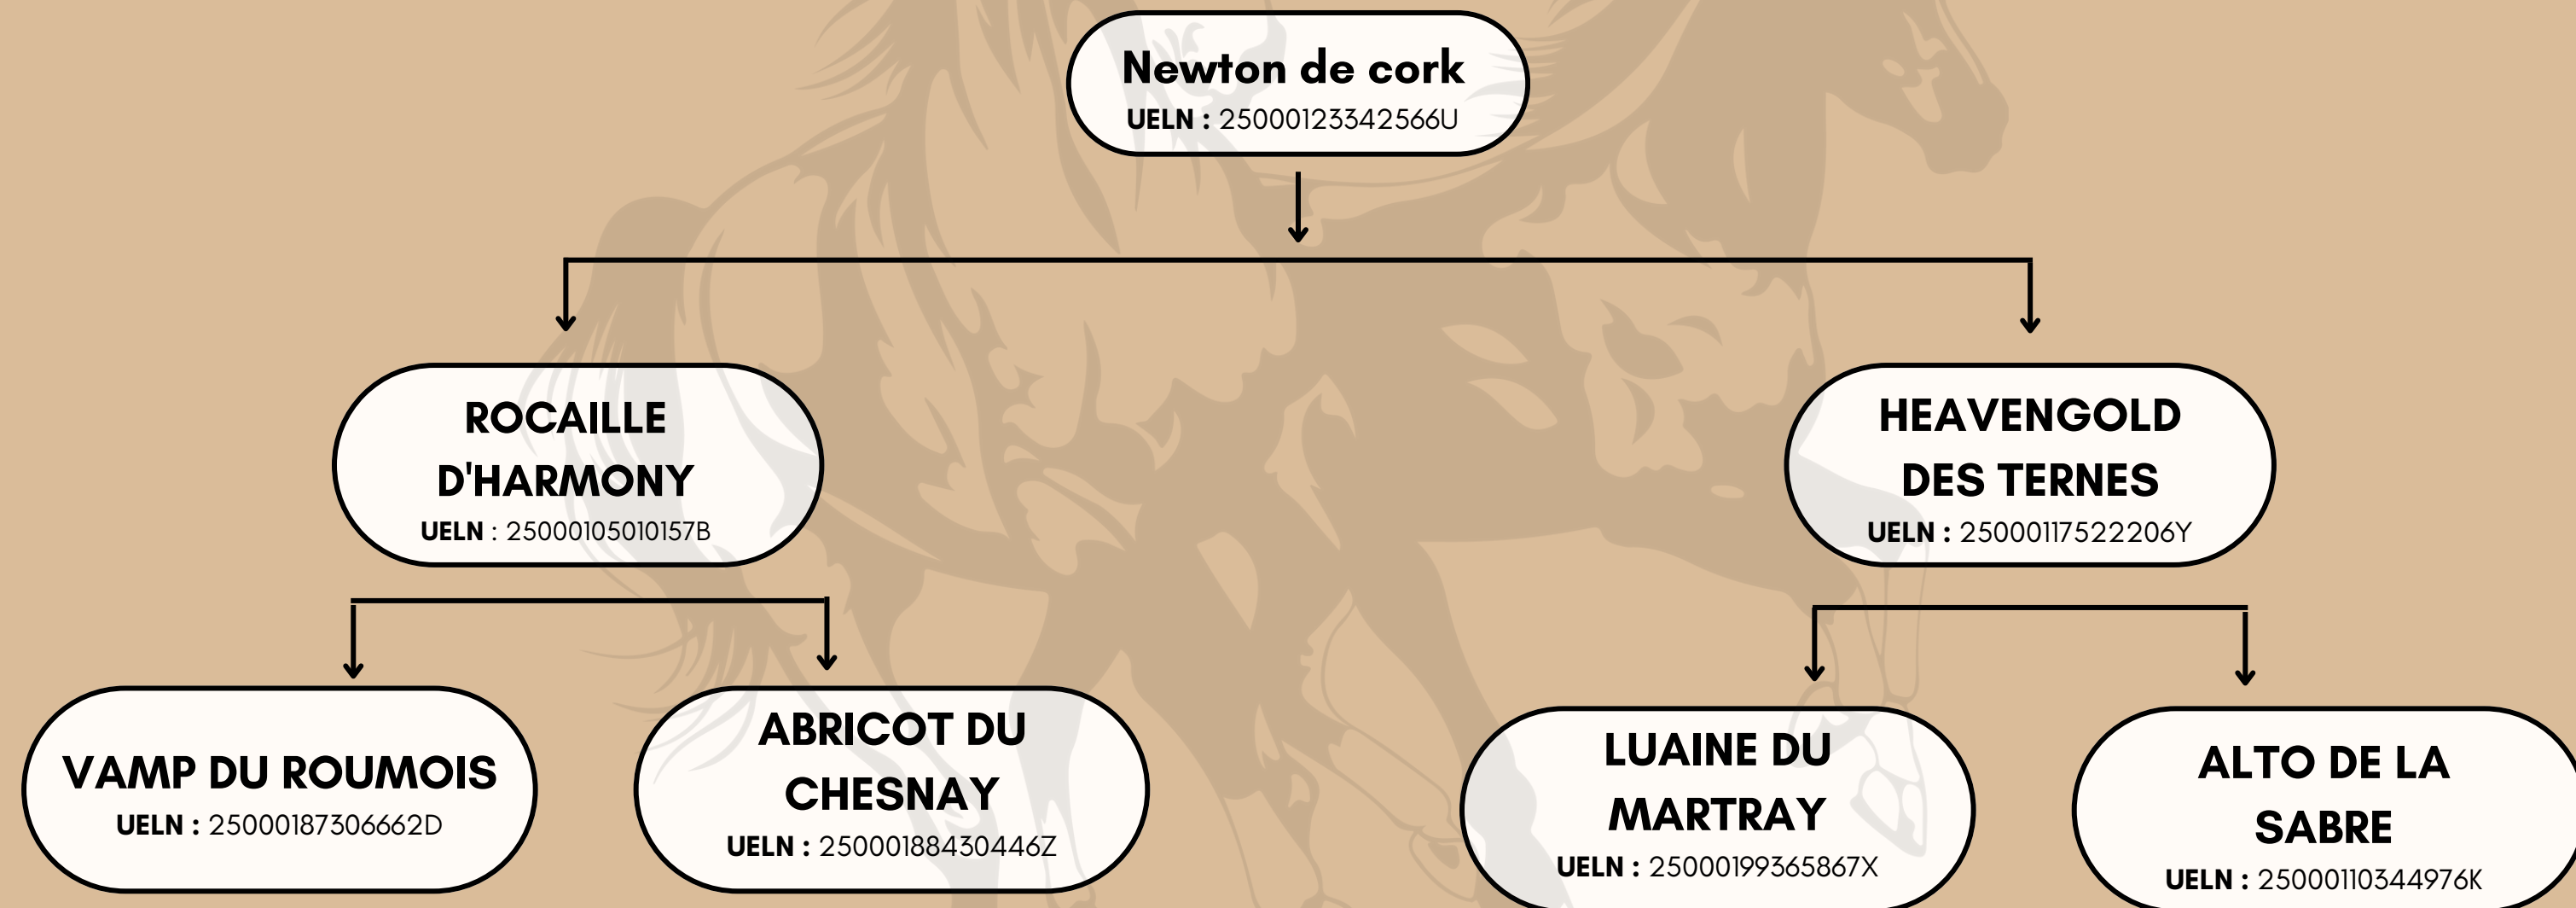 Newton de cork
UELN : 25000123342566U
ROCAILLE
D'HARMONY
UELN : 25000105010157B
HEAVENGOLD
DES TERNES
UELN : 25000117522206Y
VAMP DU ROUMOIS
UELN : 25000187306662D
ABRICOT DU
CHESNAY
UELN : 25000188430446Z
LUAINE DU
MARTRAY
UELN : 25000199365867X
ALTO DE LA
SABRE
UELN : 25000110344976K